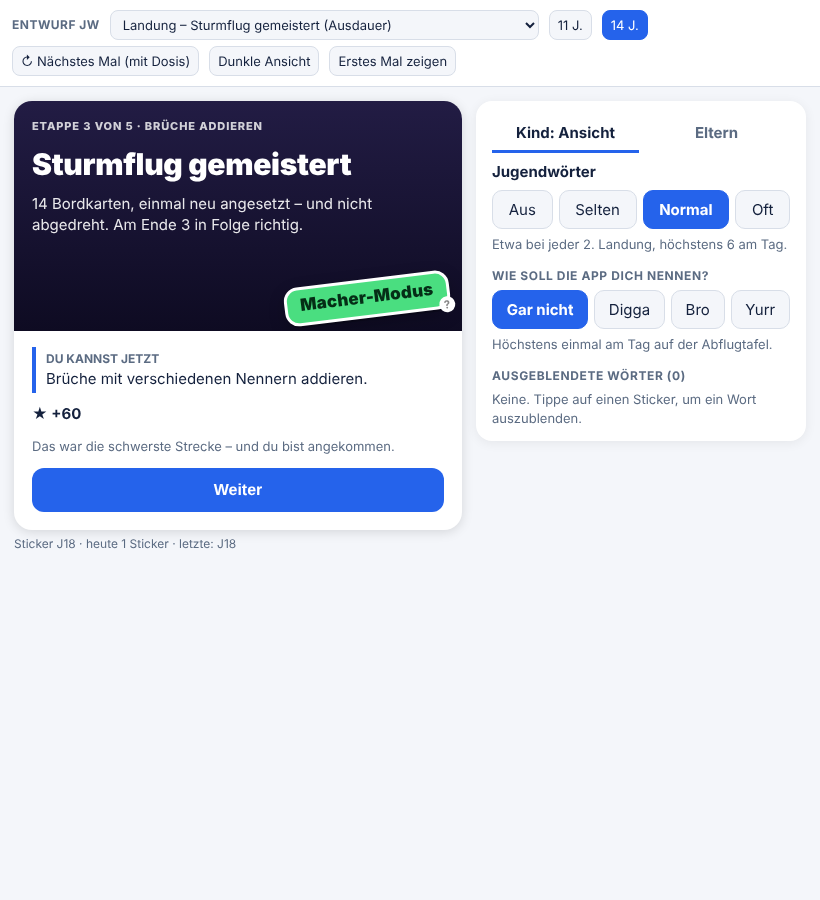 ENTWURF JW
Landung – Sturmflug gemeistert (Ausdauer)
11 J.
14 J.
↻ Nächstes Mal (mit Dosis)
Dunkle Ansicht
Erstes Mal zeigen
ETAPPE 3 VON 5 · BRÜCHE ADDIEREN
Sturmflug gemeistert
14 Bordkarten, einmal neu angesetzt – und nicht
abgedreht. Am Ende 3 in Folge richtig.
Macher-Modus
?
DU KANNST JETZT
Brüche mit verschiedenen Nennern addieren.
★ +60
Das war die schwerste Strecke – und du bist angekommen.
Weiter
Sticker J18 · heute 1 Sticker · letzte: J18
Kind: Ansicht
Eltern
Jugendwörter
Aus
Selten
Normal
Oft
Etwa bei jeder 2. Landung, höchstens 6 am Tag.
WIE SOLL DIE APP DICH NENNEN?
Gar nicht
Digga
Bro
Yurr
Höchstens einmal am Tag auf der Abflugtafel.
AUSGEBLENDETE WÖRTER (0)
Keine. Tippe auf einen Sticker, um ein Wort
auszublenden.